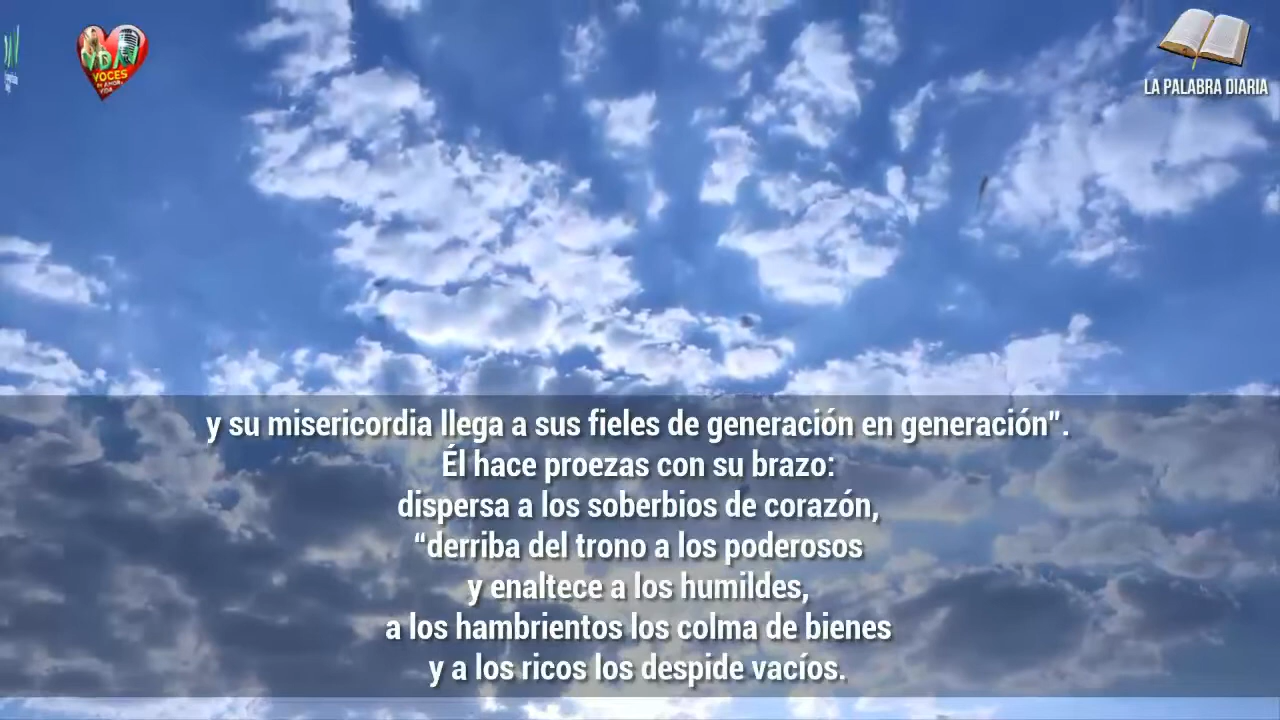 VDA
VOCES
LA PALABRA DIARIA
y su misericordia llega a sus fieles de generación en generación”.
Él hace proezas con su brazo:
dispersa a los soberbios de corazón,
“derriba del trono a los poderosos
y enaltece a los humildes,
a los hambrientos los colma de bienes
y a los ricos los despide vacíos.